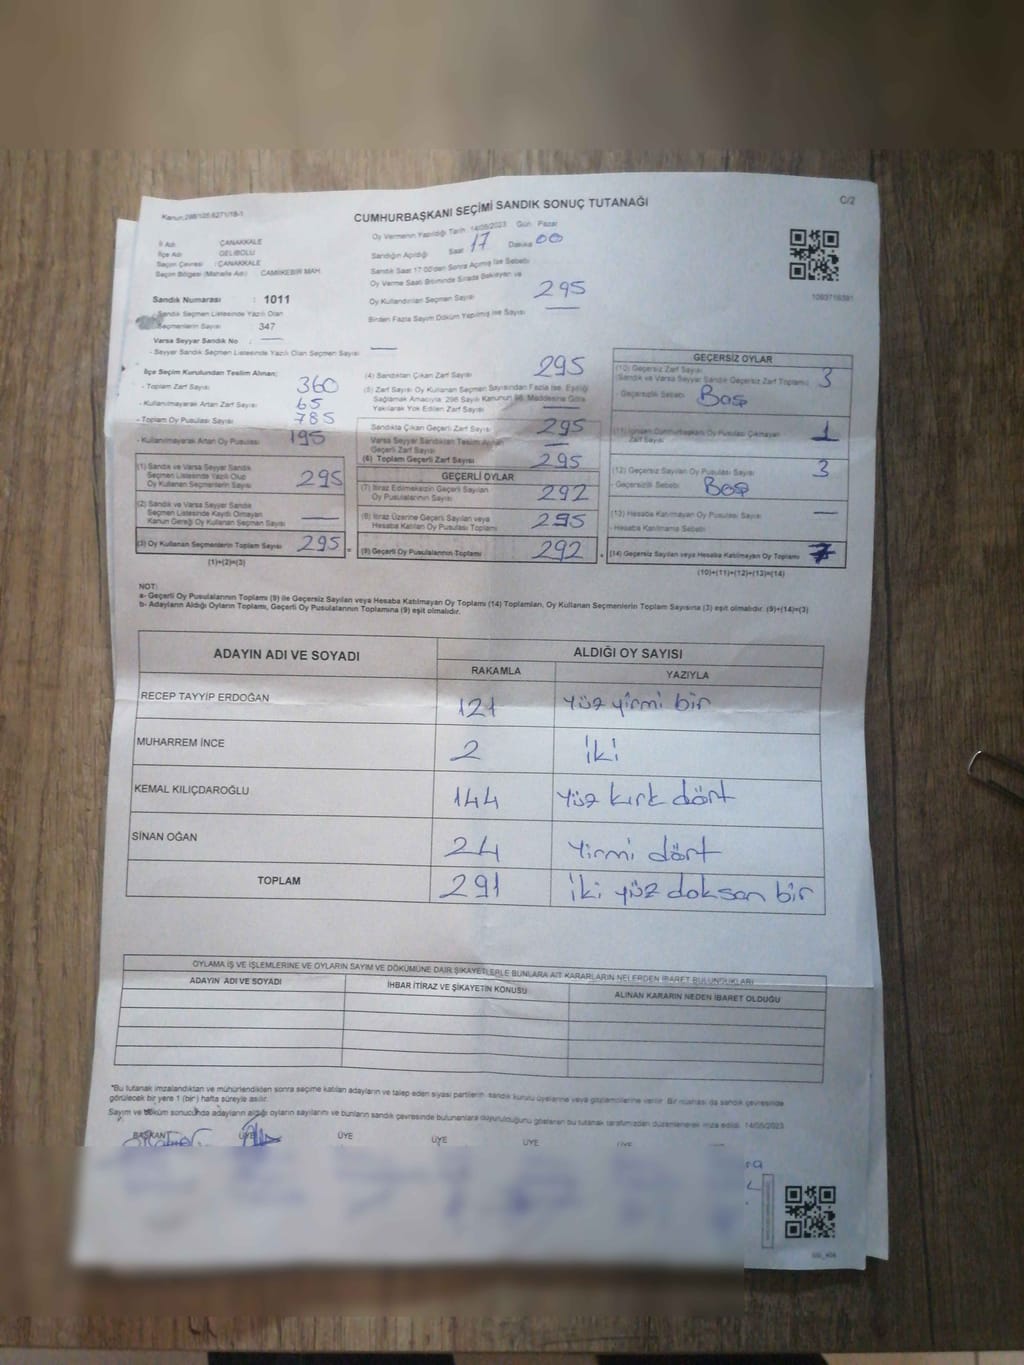 Kanun:298/105.6271/18-1
C/2
CUMHURBAŞKANI SEÇİMİ SANDIK SONUÇ TUTANAĞI
İl Adı : ÇANAKKALE
İlçe Adı : GELİBOLU
Seçim Çevresi : ÇANAKKALE
Seçim Bölgesi (Mahalle Adı) : CAMİİKEBİR MAH.
Sandık Numarası : 1011
Sandık Seçmen Listesinde Yazılı Olan
Seçmenlerin Sayısı 347
Varsa Seyyar Sandık No : —
- Seyyar Sandık Seçmen Listesinde Yazılı Olan Seçmen Sayısı —
Oy Vermenin Yapıldığı Tarih 14/05/2023 Gün Pazar
Sandığın Açıldığı Saat 17 Dakika 00
Sandık Saat 17.00'den Sonra Açılmış İse Sebebi
Oy Verme Saati Bitiminde Sırada Bekleyen ve
Oy Kullandırılan Seçmen Sayısı 295
Birden Fazla Sayım Döküm Yapılmış İse Sayısı —
İlçe Seçim Kurulundan Teslim Alınan;
- Toplam Zarf Sayısı 360
- Kullanılmayarak Artan Zarf Sayısı 65
- Toplam Oy Pusulası Sayısı 785
- Kullanılmayarak Artan Oy Pusulası 195
(1) Sandık ve Varsa Seyyar Sandık
Seçmen Listesinde Yazılı Olup
Oy Kullanan Seçmenlerin Sayısı 295
(2) Sandık ve Varsa Seyyar Sandık
Seçmen Listesinde Kayıtlı Olmayan
Kanun Gereği Oy Kullanan Seçmen Sayısı —
(3) Oy Kullanan Seçmenlerin Toplam Sayısı 295 =
(1)+(2)=(3)
(4) Sandıktan Çıkan Zarf Sayısı 295
(5) Zarf Sayısı Oy Kullanan Seçmen Sayısından Fazla İse, Eşitliği
Sağlamak Amacıyla, 298 Sayılı Kanunun 98. Maddesine Göre
Yakılarak Yok Edilen Zarf Sayısı —
Sandıkta Çıkan Geçerli Zarf Sayısı 295
Varsa Seyyar Sandıktan Teslim Alınan
Geçerli Zarf Sayısı —
(6) Toplam Geçerli Zarf Sayısı 295
GEÇERLİ OYLAR
(7) İtiraz Edilmeksizin Geçerli Sayılan
Oy Pusulalarının Sayısı 292
(8) İtiraz Üzerine Geçerli Sayılan veya
Hesaba Katılan Oy Pusulası Toplamı 295
(9) Geçerli Oy Pusulalarının Toplamı 292 +
GEÇERSİZ OYLAR
(10) Geçersiz Zarf Sayısı
(Sandık ve Varsa Seyyar Sandık Geçersiz Zarf Toplamı) 3
- Geçersizlik Sebebi Boş
(11) İçinden Cumhurbaşkanı Oy Pusulası Çıkmayan
Zarf Sayısı 1
(12) Geçersiz Sayılan Oy Pusulası Sayısı 3
- Geçersizlik Sebebi Boş
(13) Hesaba Katılmayan Oy Pusulası Sayısı —
- Hesaba Katılmama Sebebi
(14) Geçersiz Sayılan veya Hesaba Katılmayan Oy Toplamı 7
(10)+(11)+(12)+(13)=(14)
NOT:
a- Geçerli Oy Pusulalarının Toplamı (9) ile Geçersiz Sayılan veya Hesaba Katılmayan Oy Toplamı (14) Toplamları, Oy Kullanan Seçmenlerin Toplam Sayısına (3) eşit olmalıdır. (9)+(14)=(3)
b- Adayların Aldığı Oyların Toplamı, Geçerli Oy Pusulalarının Toplamına (9) eşit olmalıdır.
ADAYIN ADI VE SOYADI ALDIĞI OY SAYISI
RAKAMLA YAZIYLA
RECEP TAYYİP ERDOĞAN 121 yüz yirmi bir
MUHARREM İNCE 2 iki
KEMAL KILIÇDAROĞLU 144 yüz kırk dört
SİNAN OĞAN 24 yirmi dört
TOPLAM 291 iki yüz doksan bir
OYLAMA İŞ VE İŞLEMLERİNE VE OYLARIN SAYIM VE DÖKÜMÜNE DAİR ŞİKAYETLERLE BUNLARA AİT KARARLARIN NELERDEN İBARET BULUNDUKLARI
ADAYIN ADI VE SOYADI İHBAR İTİRAZ VE ŞİKAYETİN KONUSU ALINAN KARARIN NEDEN İBARET OLDUĞU
*Bu tutanak imzalandıktan ve mühürlendikten sonra seçime katılan adayların ve talep eden siyasi partilerin sandık kurulu üyelerine veya gözlemcilerine verilir. Bir nüshası da sandık çevresinde
görülecek bir yere 1 (bir) hafta süreyle asılır.
Sayım ve döküm sonucunda adayların aldığı oyların sayılarını ve bunların sandık çevresinde bulunanlara duyurulduğunu gösteren bu tutanak tarafımızdan düzenlenerek imza edildi. 14/05/2023
BAŞKAN ÜYE ÜYE ÜYE ÜYE ÜYE